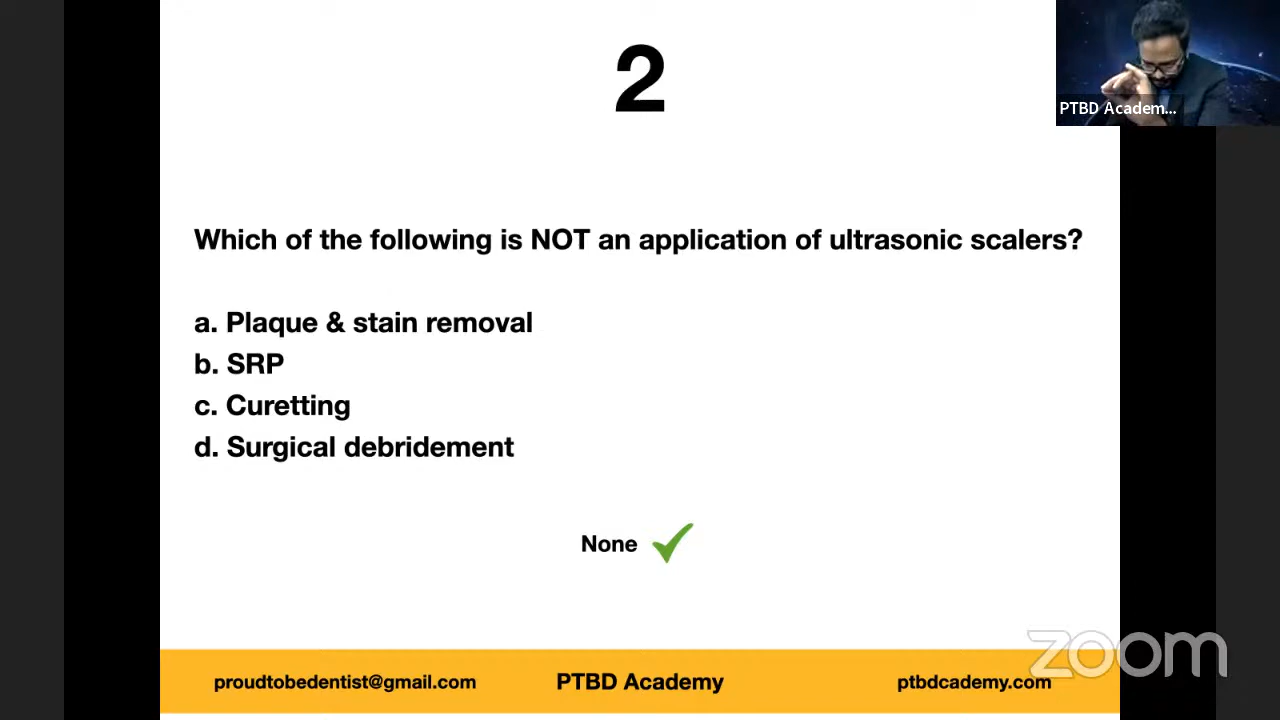 2
PTBD Academ...
Which of the following is NOT an application of ultrasonic scalers?
a. Plaque & stain removal
b. SRP
c. Curetting
d. Surgical debridement
None
zoom
proudtobedentist@gmail.com
PTBD Academy
ptbdcademy.com